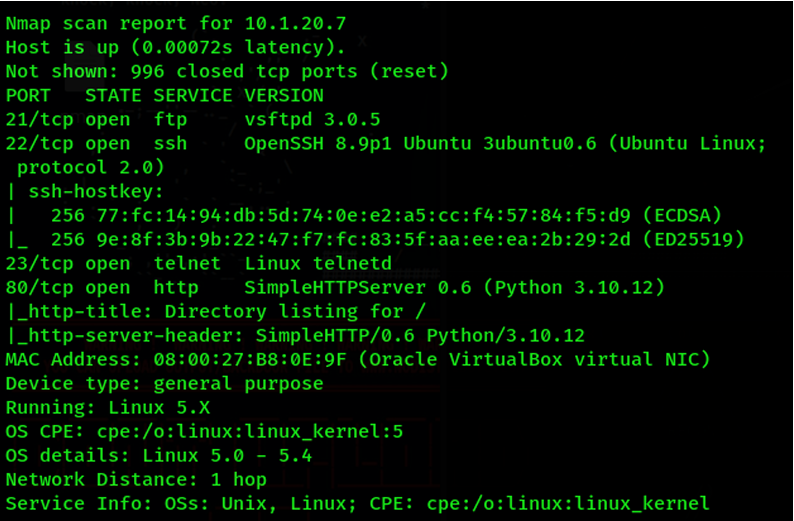 Nmap scan report for 10.1.20.7
Host is up (0.00072s latency).
Not shown: 996 closed tcp ports (reset)
PORT   STATE SERVICE VERSION
21/tcp open  ftp     vsftpd 3.0.5
22/tcp open  ssh     OpenSSH 8.9p1 Ubuntu 3ubuntu0.6 (Ubuntu Linux;
 protocol 2.0)
| ssh-hostkey:
|   256 77:fc:14:94:db:5d:74:0e:e2:a5:cc:f4:57:84:f5:d9 (ECDSA)
|_  256 9e:8f:3b:9b:22:47:f7:fc:83:5f:aa:ee:ea:2b:29:2d (ED25519)
23/tcp open  telnet  Linux telnetd
80/tcp open  http    SimpleHTTPServer 0.6 (Python 3.10.12)
|_http-title: Directory listing for /
|_http-server-header: SimpleHTTP/0.6 Python/3.10.12
MAC Address: 08:00:27:B8:0E:9F (Oracle VirtualBox virtual NIC)
Device type: general purpose
Running: Linux 5.X
OS CPE: cpe:/o:linux:linux_kernel:5
OS details: Linux 5.0 - 5.4
Network Distance: 1 hop
Service Info: OSs: Unix, Linux; CPE: cpe:/o:linux:linux_kernel